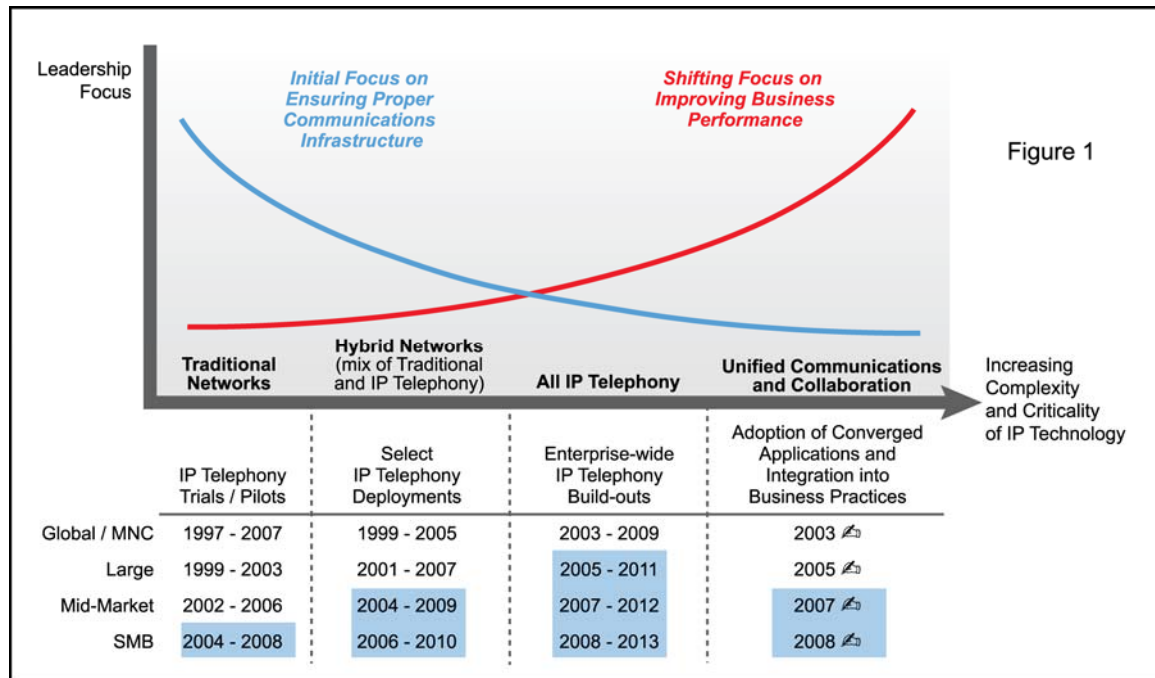 Leadership
Focus
Initial Focus on
Ensuring Proper
Communications
Infrastructure
Shifting Focus on
Improving Business
Performance
Figure 1
Traditional
Networks
Hybrid Networks
(mix of Traditional
and IP Telephony)
All IP Telephony
Unified Communications
and Collaboration
Increasing
Complexity
and Criticality
of IP Technology
IP Telephony
Trials / Pilots
Select
IP Telephony
Deployments
Enterprise-wide
IP Telephony
Build-outs
Adoption of Converged
Applications and
Integration into
Business Practices
Global / MNC 1997 - 2007 1999 - 2005 2003 - 2009 2003 ✍
Large 1999 - 2003 2001 - 2007 2005 - 2011 2005 ✍
Mid-Market 2002 - 2006 2004 - 2009 2007 - 2012 2007 ✍
SMB 2004 - 2008 2006 - 2010 2008 - 2013 2008 ✍